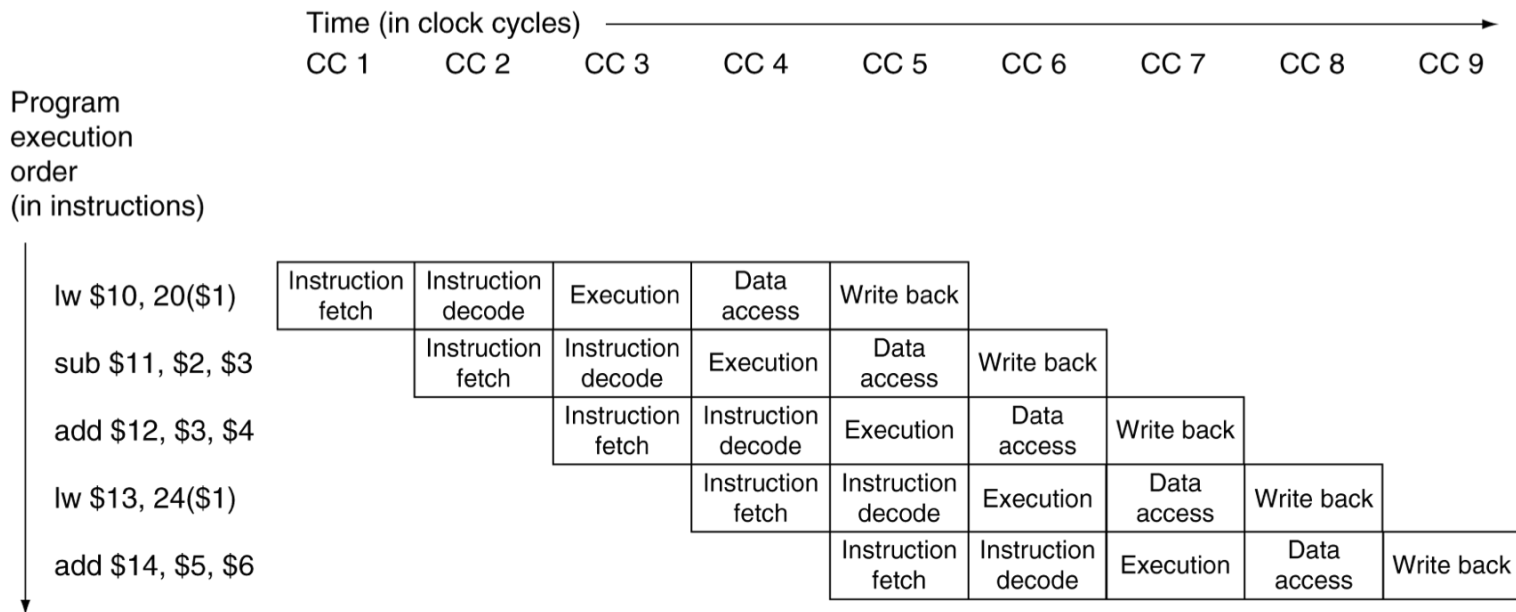 Time (in clock cycles)
CC 1 CC 2 CC 3 CC 4 CC 5 CC 6 CC 7 CC 8 CC 9
Program
execution
order
(in instructions)
lw $10, 20($1)
Instruction
fetch
Instruction
decode
Execution
Data
access
Write back
sub $11, $2, $3
Instruction
fetch
Instruction
decode
Execution
Data
access
Write back
add $12, $3, $4
Instruction
fetch
Instruction
decode
Execution
Data
access
Write back
lw $13, 24($1)
Instruction
fetch
Instruction
decode
Execution
Data
access
Write back
add $14, $5, $6
Instruction
fetch
Instruction
decode
Execution
Data
access
Write back